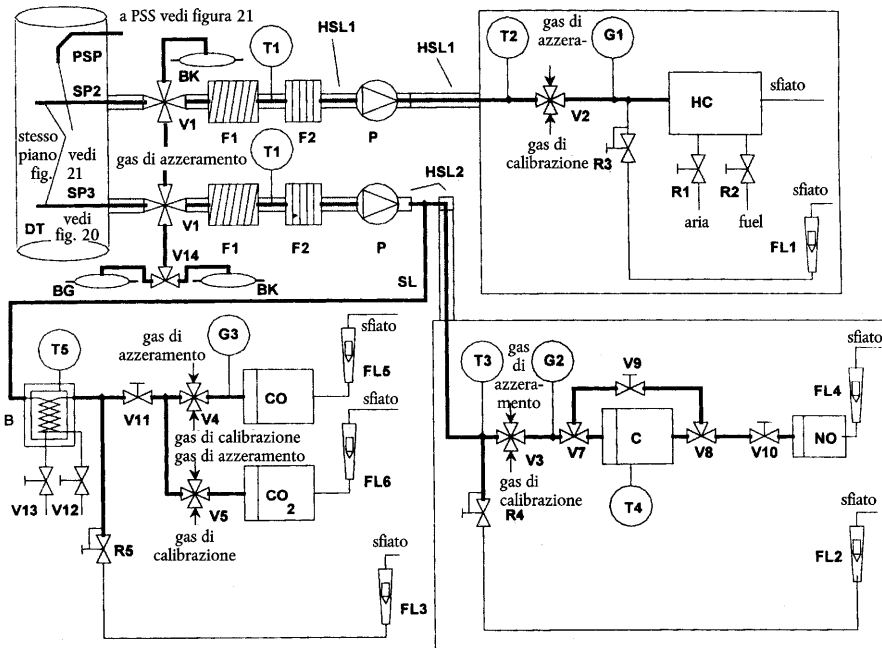 a PSS vedi figura 21
PSP
SP2
BK
T1
HSL1
HSL1
V1
F1
F2
P
stesso
piano
fig.
vedi
21
gas di azzeramento
T1
HSL2
SP3
V1
F1
F2
P
DT
vedi
fig. 20
V14
BG
BK
SL
gas di
azzera-
T2
G1
V2
gas di
calibrazione
R3
HC
sfiato
R1
R2
aria
fuel
sfiato
FL1
T5
B
V13
V12
V11
gas di
azzeramento
G3
V4
CO
sfiato
FL5
gas di calibrazione
gas di azzeramento
sfiato
FL6
V5
CO2
gas di
calibrazione
R5
sfiato
FL3
T3
gas
di
azzera-
mento
G2
V9
V3
V7
C
V8
V10
NO
sfiato
FL4
gas di
calibrazione
R4
T4
sfiato
FL2